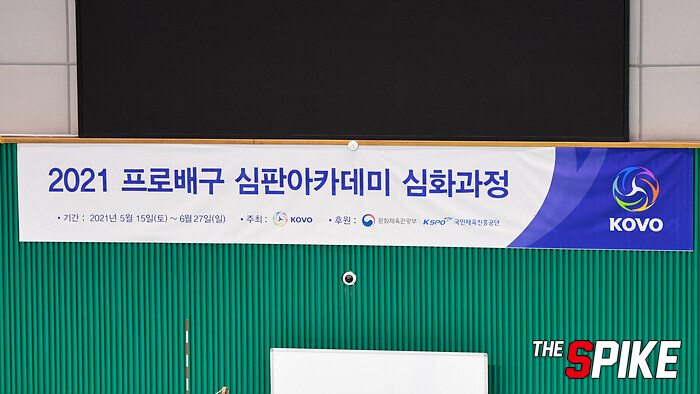 2021 프로배구 심판아카데미 심화과정
• 기간 : 2021년 5월 15일(토) ~ 6월 27일(일) • 주최 : KOVO • 후원 : 문화체육관광부 KSPO 국민체육진흥공단
KOVO
THE SPIKE